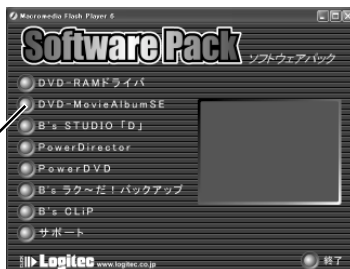 Macromedia Flash Player 6
Software Pack
ソフトウェアパック
DVD-RAMドライバ
DVD-MovieAlbumSE
B's STUDIO「D」
PowerDirector
PowerDVD
B's ラク〜だ！バックアップ
B's CLiP
サポート
Logitec www.logitec.co.jp
終了